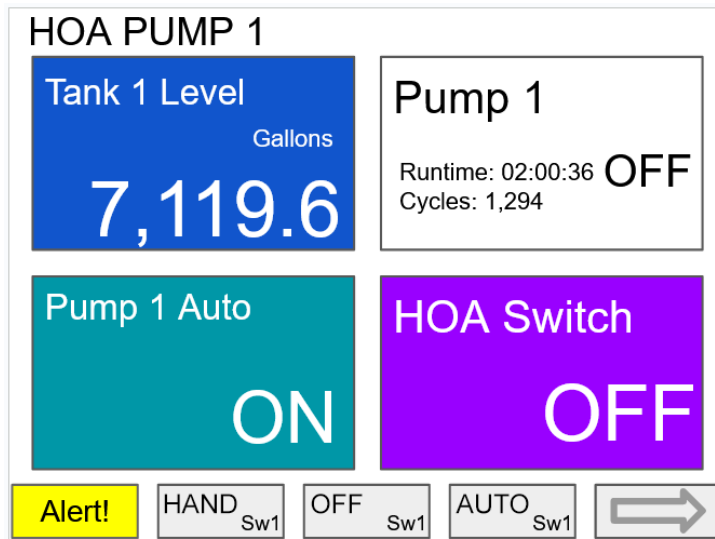 HOA PUMP 1
Tank 1 Level
Gallons
7,119.6
Pump 1
Runtime: 02:00:36 OFF
Cycles: 1,294
Pump 1 Auto
ON
HOA Switch
OFF
Alert!
HAND Sw1
OFF Sw1
AUTO Sw1